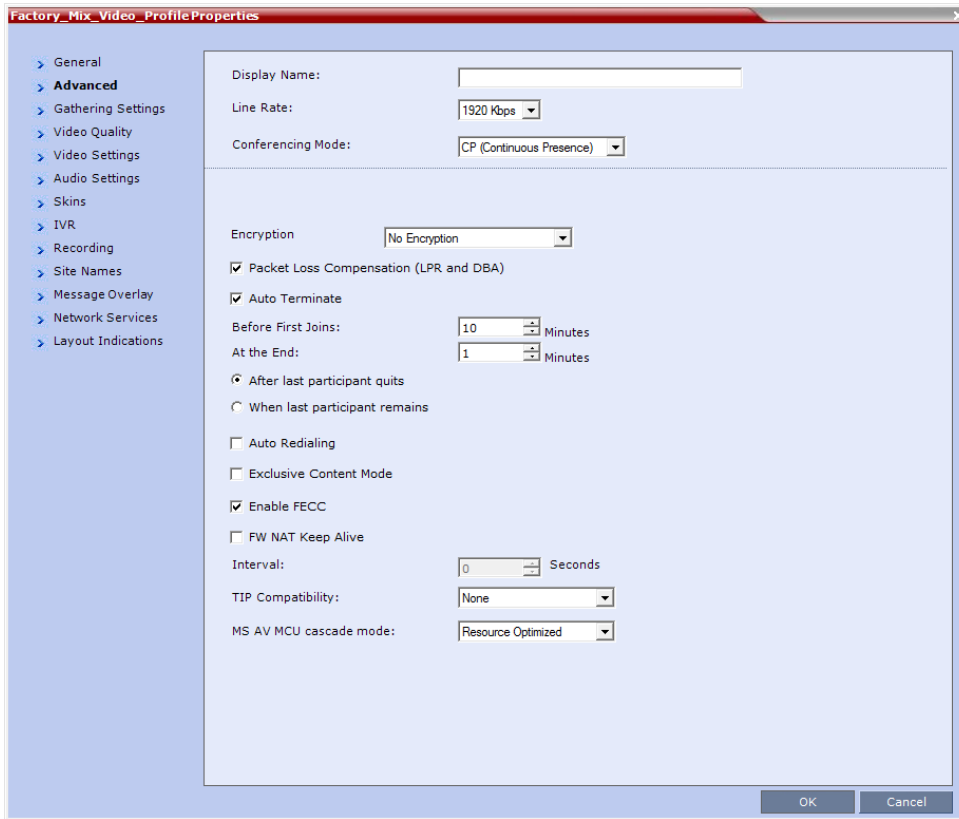 Factory_Mix_Video_Profile Properties
General
Advanced
Gathering Settings
Video Quality
Video Settings
Audio Settings
Skins
IVR
Recording
Site Names
Message Overlay
Network Services
Layout Indications
Display Name:
Line Rate: 1920 Kbps
Conferencing Mode: CP (Continuous Presence)
Encryption No Encryption
Packet Loss Compensation (LPR and DBA)
Auto Terminate
Before First Joins: 10 Minutes
At the End: 1 Minutes
After last participant quits
When last participant remains
Auto Redialing
Exclusive Content Mode
Enable FECC
FW NAT Keep Alive
Interval: 0 Seconds
TIP Compatibility: None
MS AV MCU cascade mode: Resource Optimized
OK Cancel